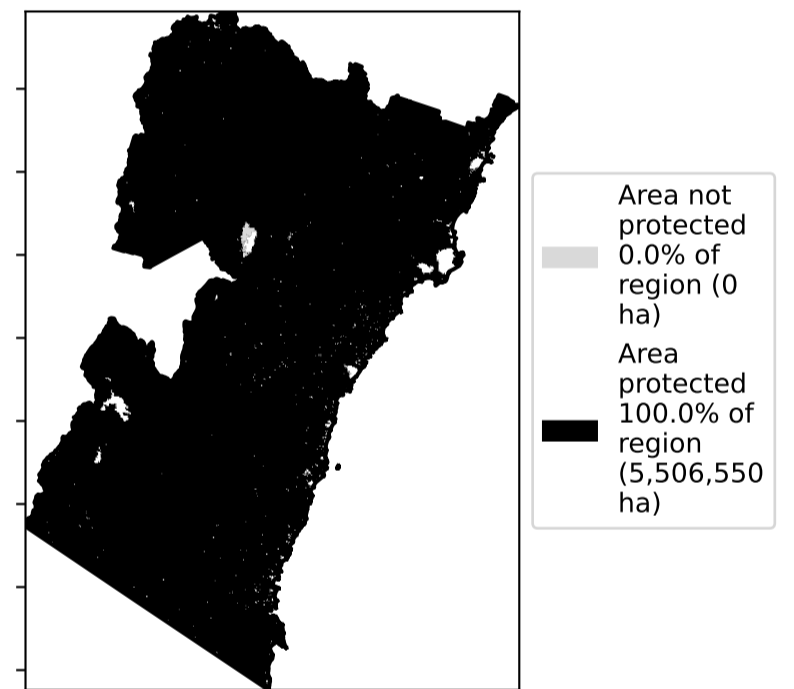 Area not
protected
0.0% of
region (0
ha)
Area
protected
100.0% of
region
(5,506,550
ha)